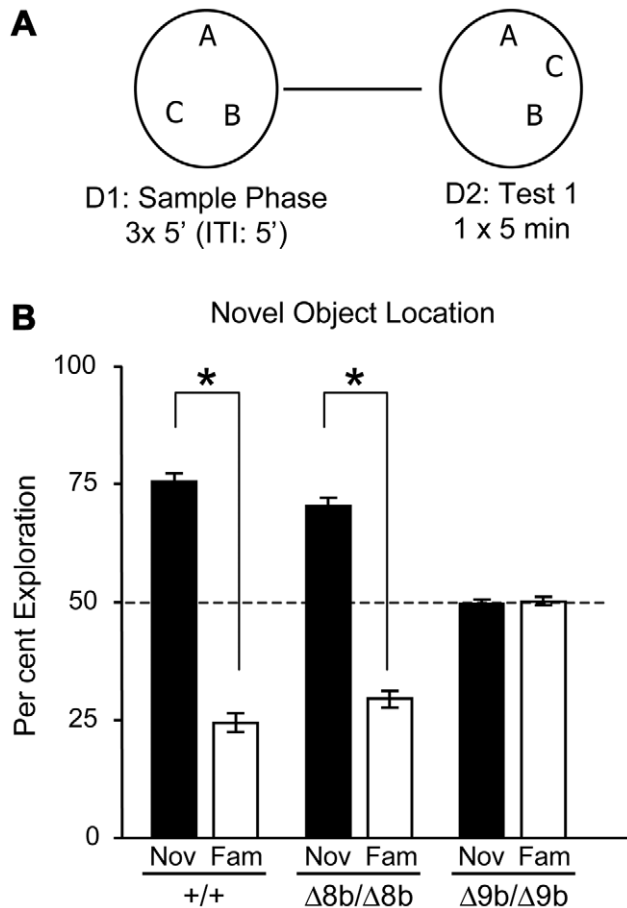 A
A
C B
D1: Sample Phase
3x 5' (ITI: 5')
A
C
B
D2: Test 1
1 x 5 min
B
Novel Object Location
Per cent Exploration
100
75
50
25
0
* *
Nov Fam Nov Fam Nov Fam
+/+ Δ8b/Δ8b Δ9b/Δ9b